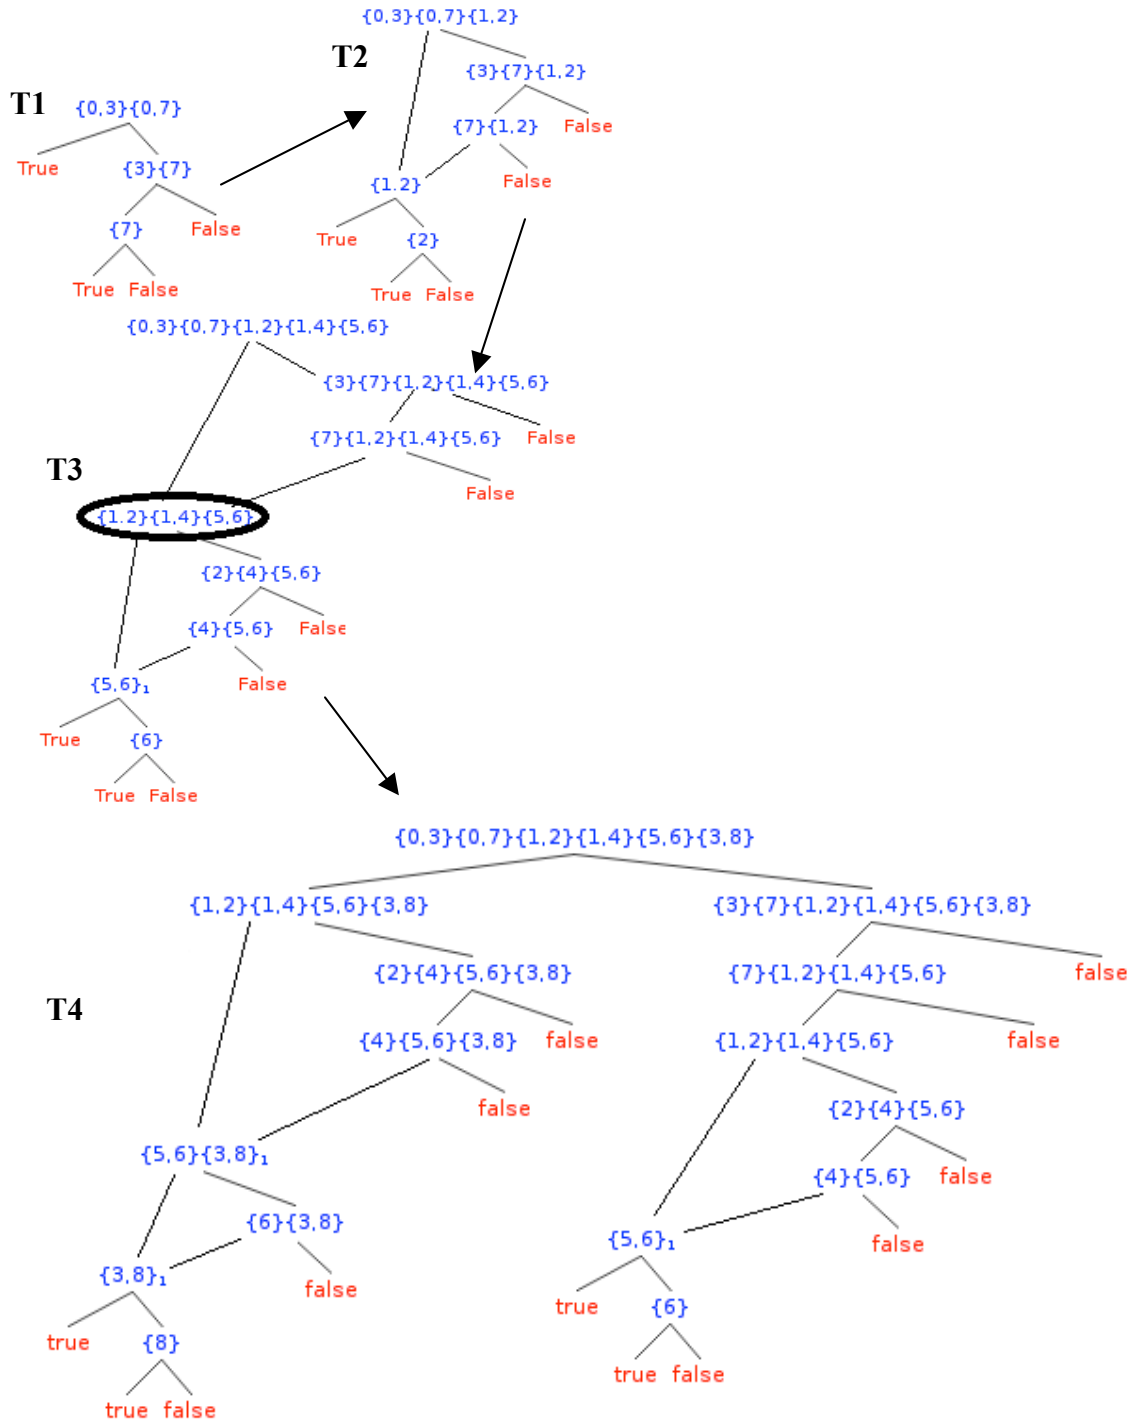 {0,3}{0,7}{1,2}
T2
{3}{7}{1,2}
T1
{0,3}{0,7}
{7}{1,2}
False
True
{3}{7}
{1.2}
False
{7}
False
True
{2}
True False
True False
{0,3}{0,7}{1,2}{1,4}{5,6}
{3}{7}{1,2}{1,4}{5,6}
{7}{1,2}{1,4}{5,6}
False
T3
False
{1.2}{1,4}{5,6}
{2}{4}{5,6}
{4}{5,6}
False
{5,6}₁
False
True
{6}
True False
{0,3}{0,7}{1,2}{1,4}{5,6}{3,8}
{1,2}{1,4}{5,6}{3,8}
{3}{7}{1,2}{1,4}{5,6}{3,8}
{2}{4}{5,6}{3,8}
{7}{1,2}{1,4}{5,6}
false
T4
{4}{5,6}{3,8}
false
{1,2}{1,4}{5,6}
false
false
{2}{4}{5,6}
{5,6}{3,8}₁
{4}{5,6}
false
{6}{3,8}
{5,6}₁
false
{3,8}₁
false
true
{6}
true
{8}
true false
true false